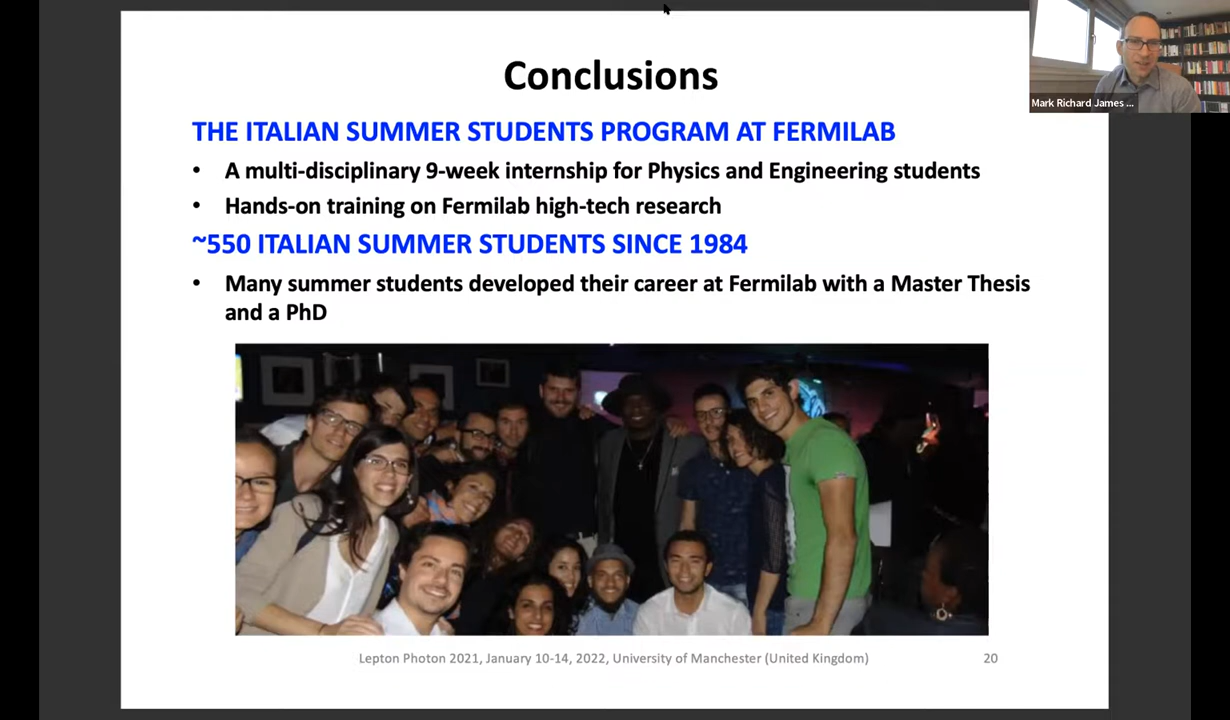 Conclusions
Mark Richard James ...
THE ITALIAN SUMMER STUDENTS PROGRAM AT FERMILAB
• A multi-disciplinary 9-week internship for Physics and Engineering students
• Hands-on training on Fermilab high-tech research
~550 ITALIAN SUMMER STUDENTS SINCE 1984
• Many summer students developed their career at Fermilab with a Master Thesis
and a PhD
Lepton Photon 2021, January 10-14, 2022, University of Manchester (United Kingdom)
20